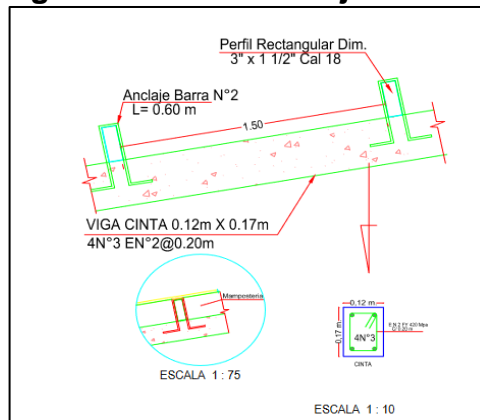 Perfil Rectangular Dim.
3" x 1 1/2" Cal 18
Anclaje Barra N°2
L= 0.60 m
1.50
VIGA CINTA 0.12m X 0.17m
4N°3 EN°2@0.20m
Mamposteria
0,12 m
0,17 m
4N°3
CINTA
ESCALA 1 : 75
ESCALA 1 : 10